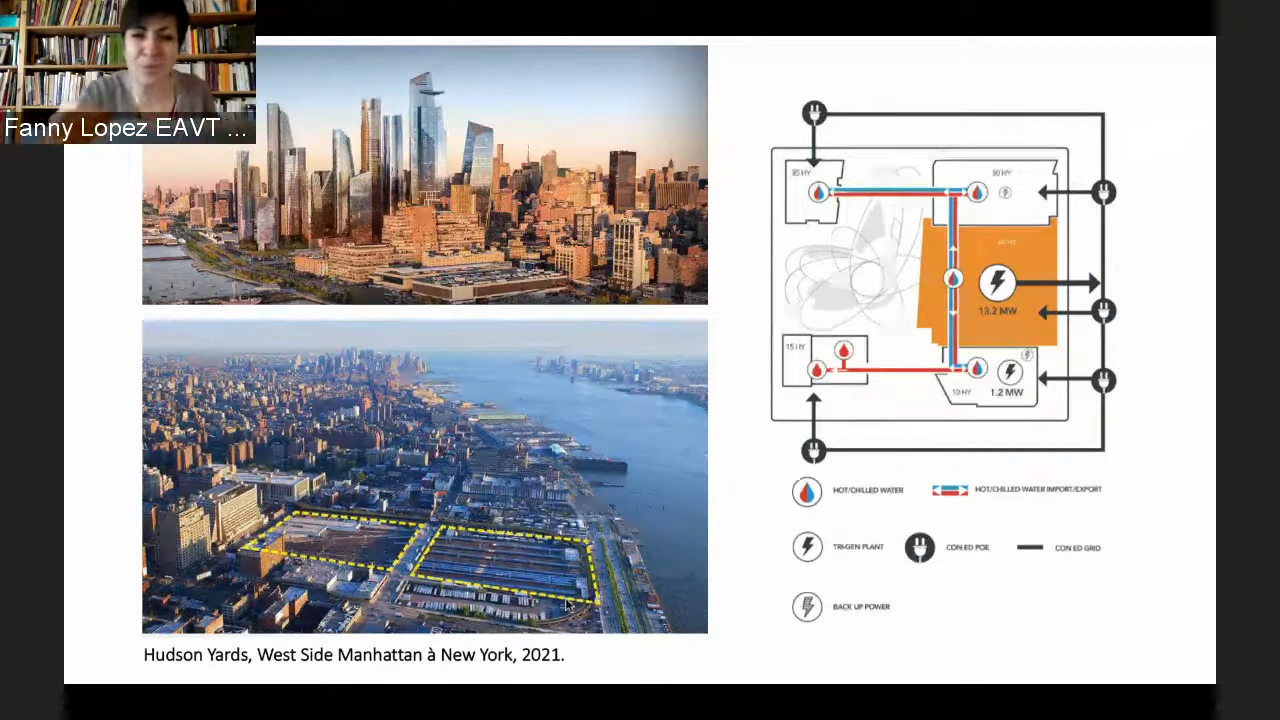 Fanny Lopez EAVT ...
Hudson Yards, West Side Manhattan à New York, 2021.
35 HY
30 HY
13.2 MW
15 HY
10 HY
1.2 MW
HOT/CHILLED WATER
HOT/CHILLED WATER IMPORT/EXPORT
TRI-GEN PLANT
CON ED POE
CON ED GRID
BACK UP POWER